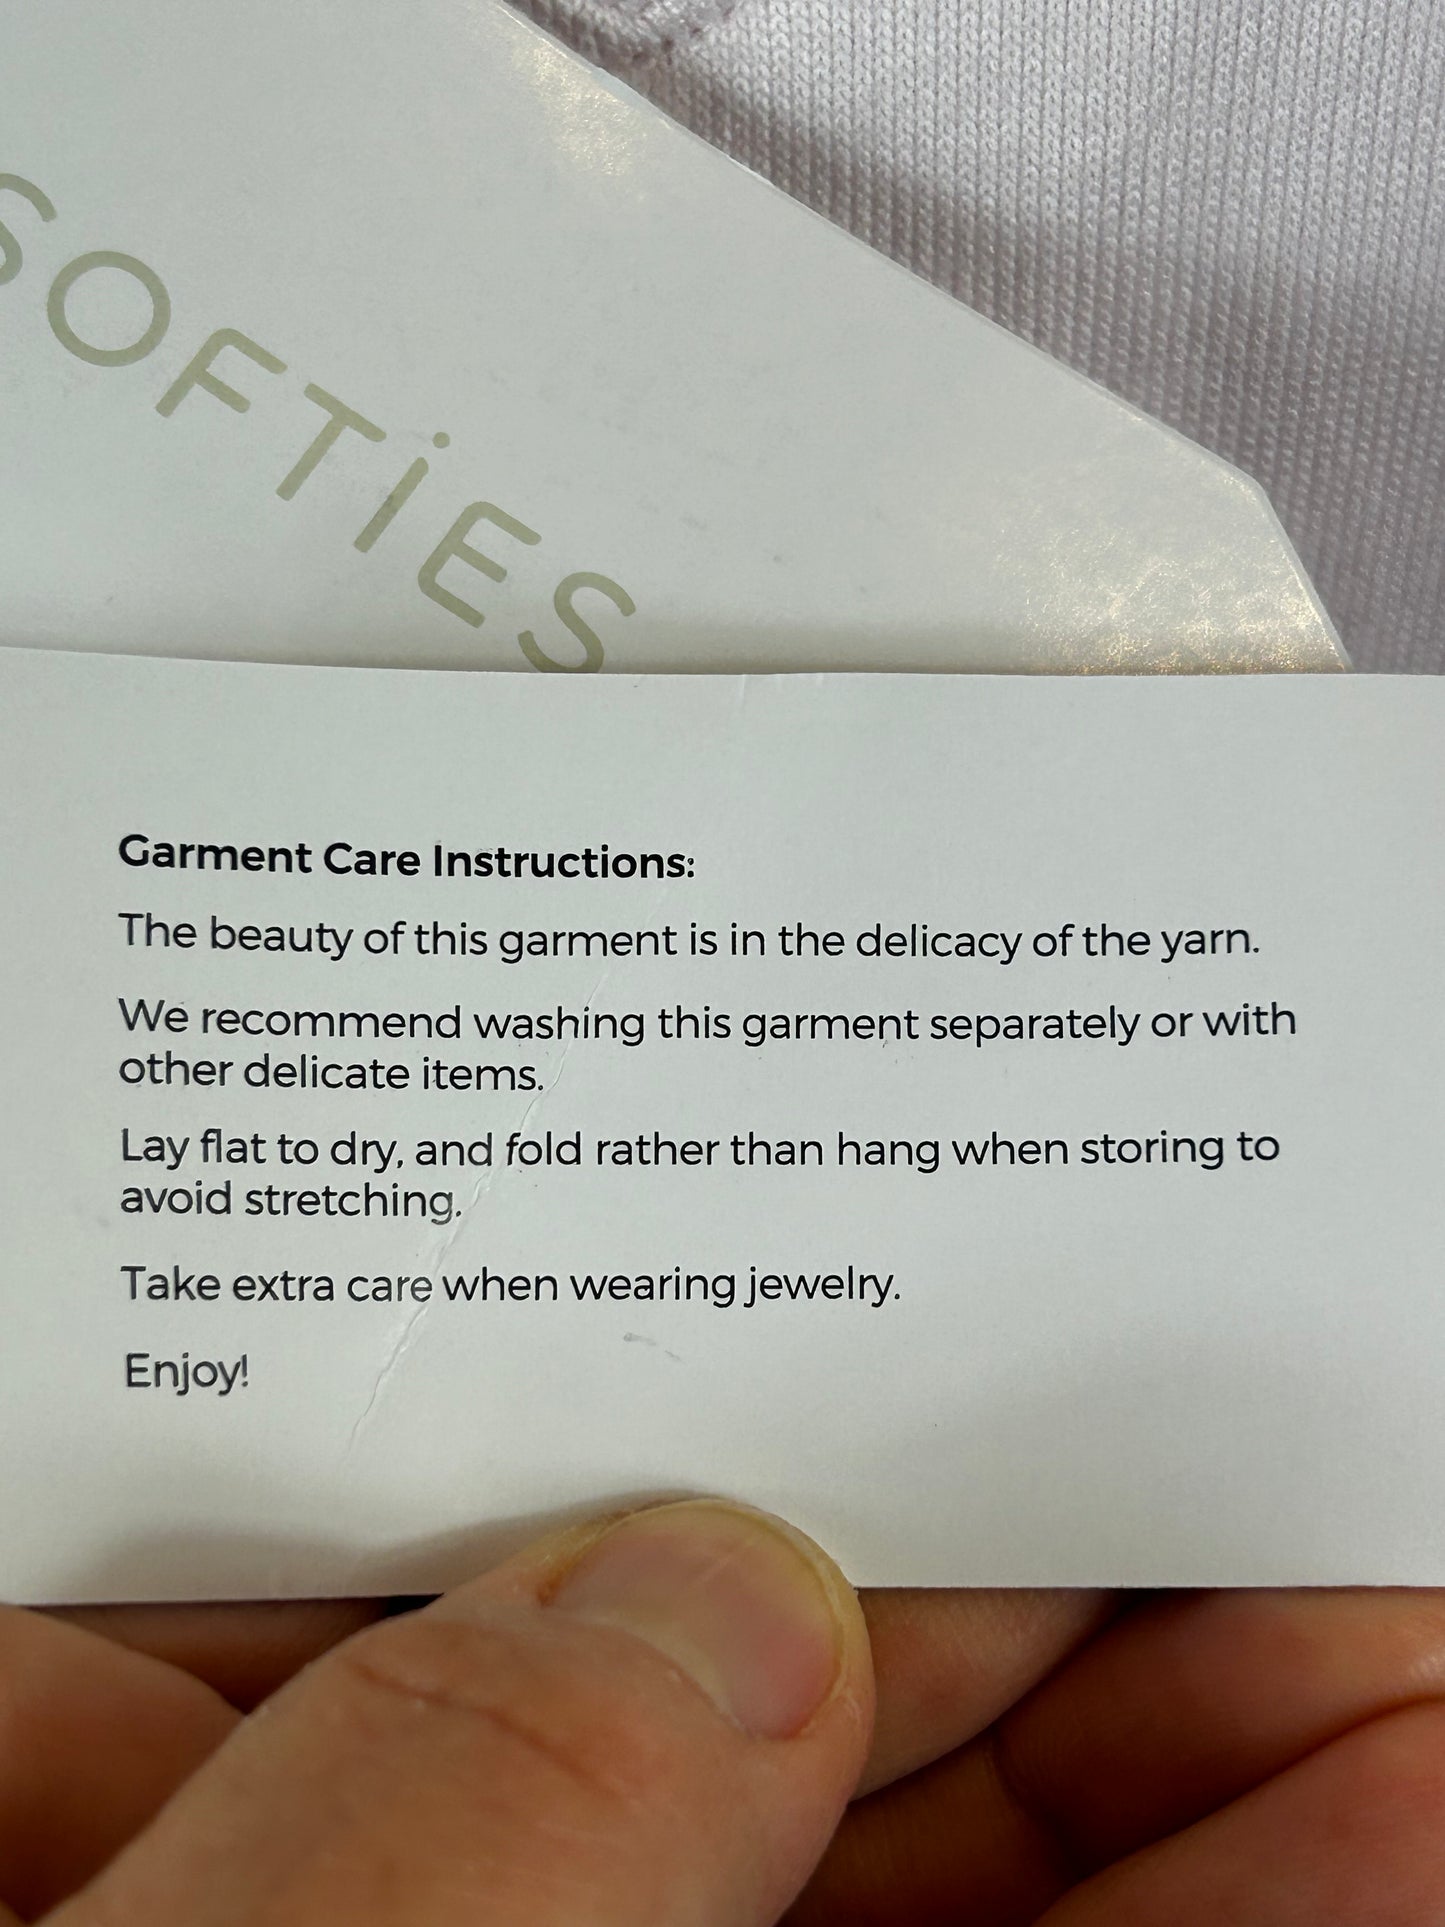 SOFTiES
Garment Care Instructions:
The beauty of this garment is in the delicacy of the yarn.
We recommend washing this garment separately or with
other delicate items.
Lay flat to dry, and fold rather than hang when storing to
avoid stretching.
Take extra care when wearing jewelry.
Enjoy!